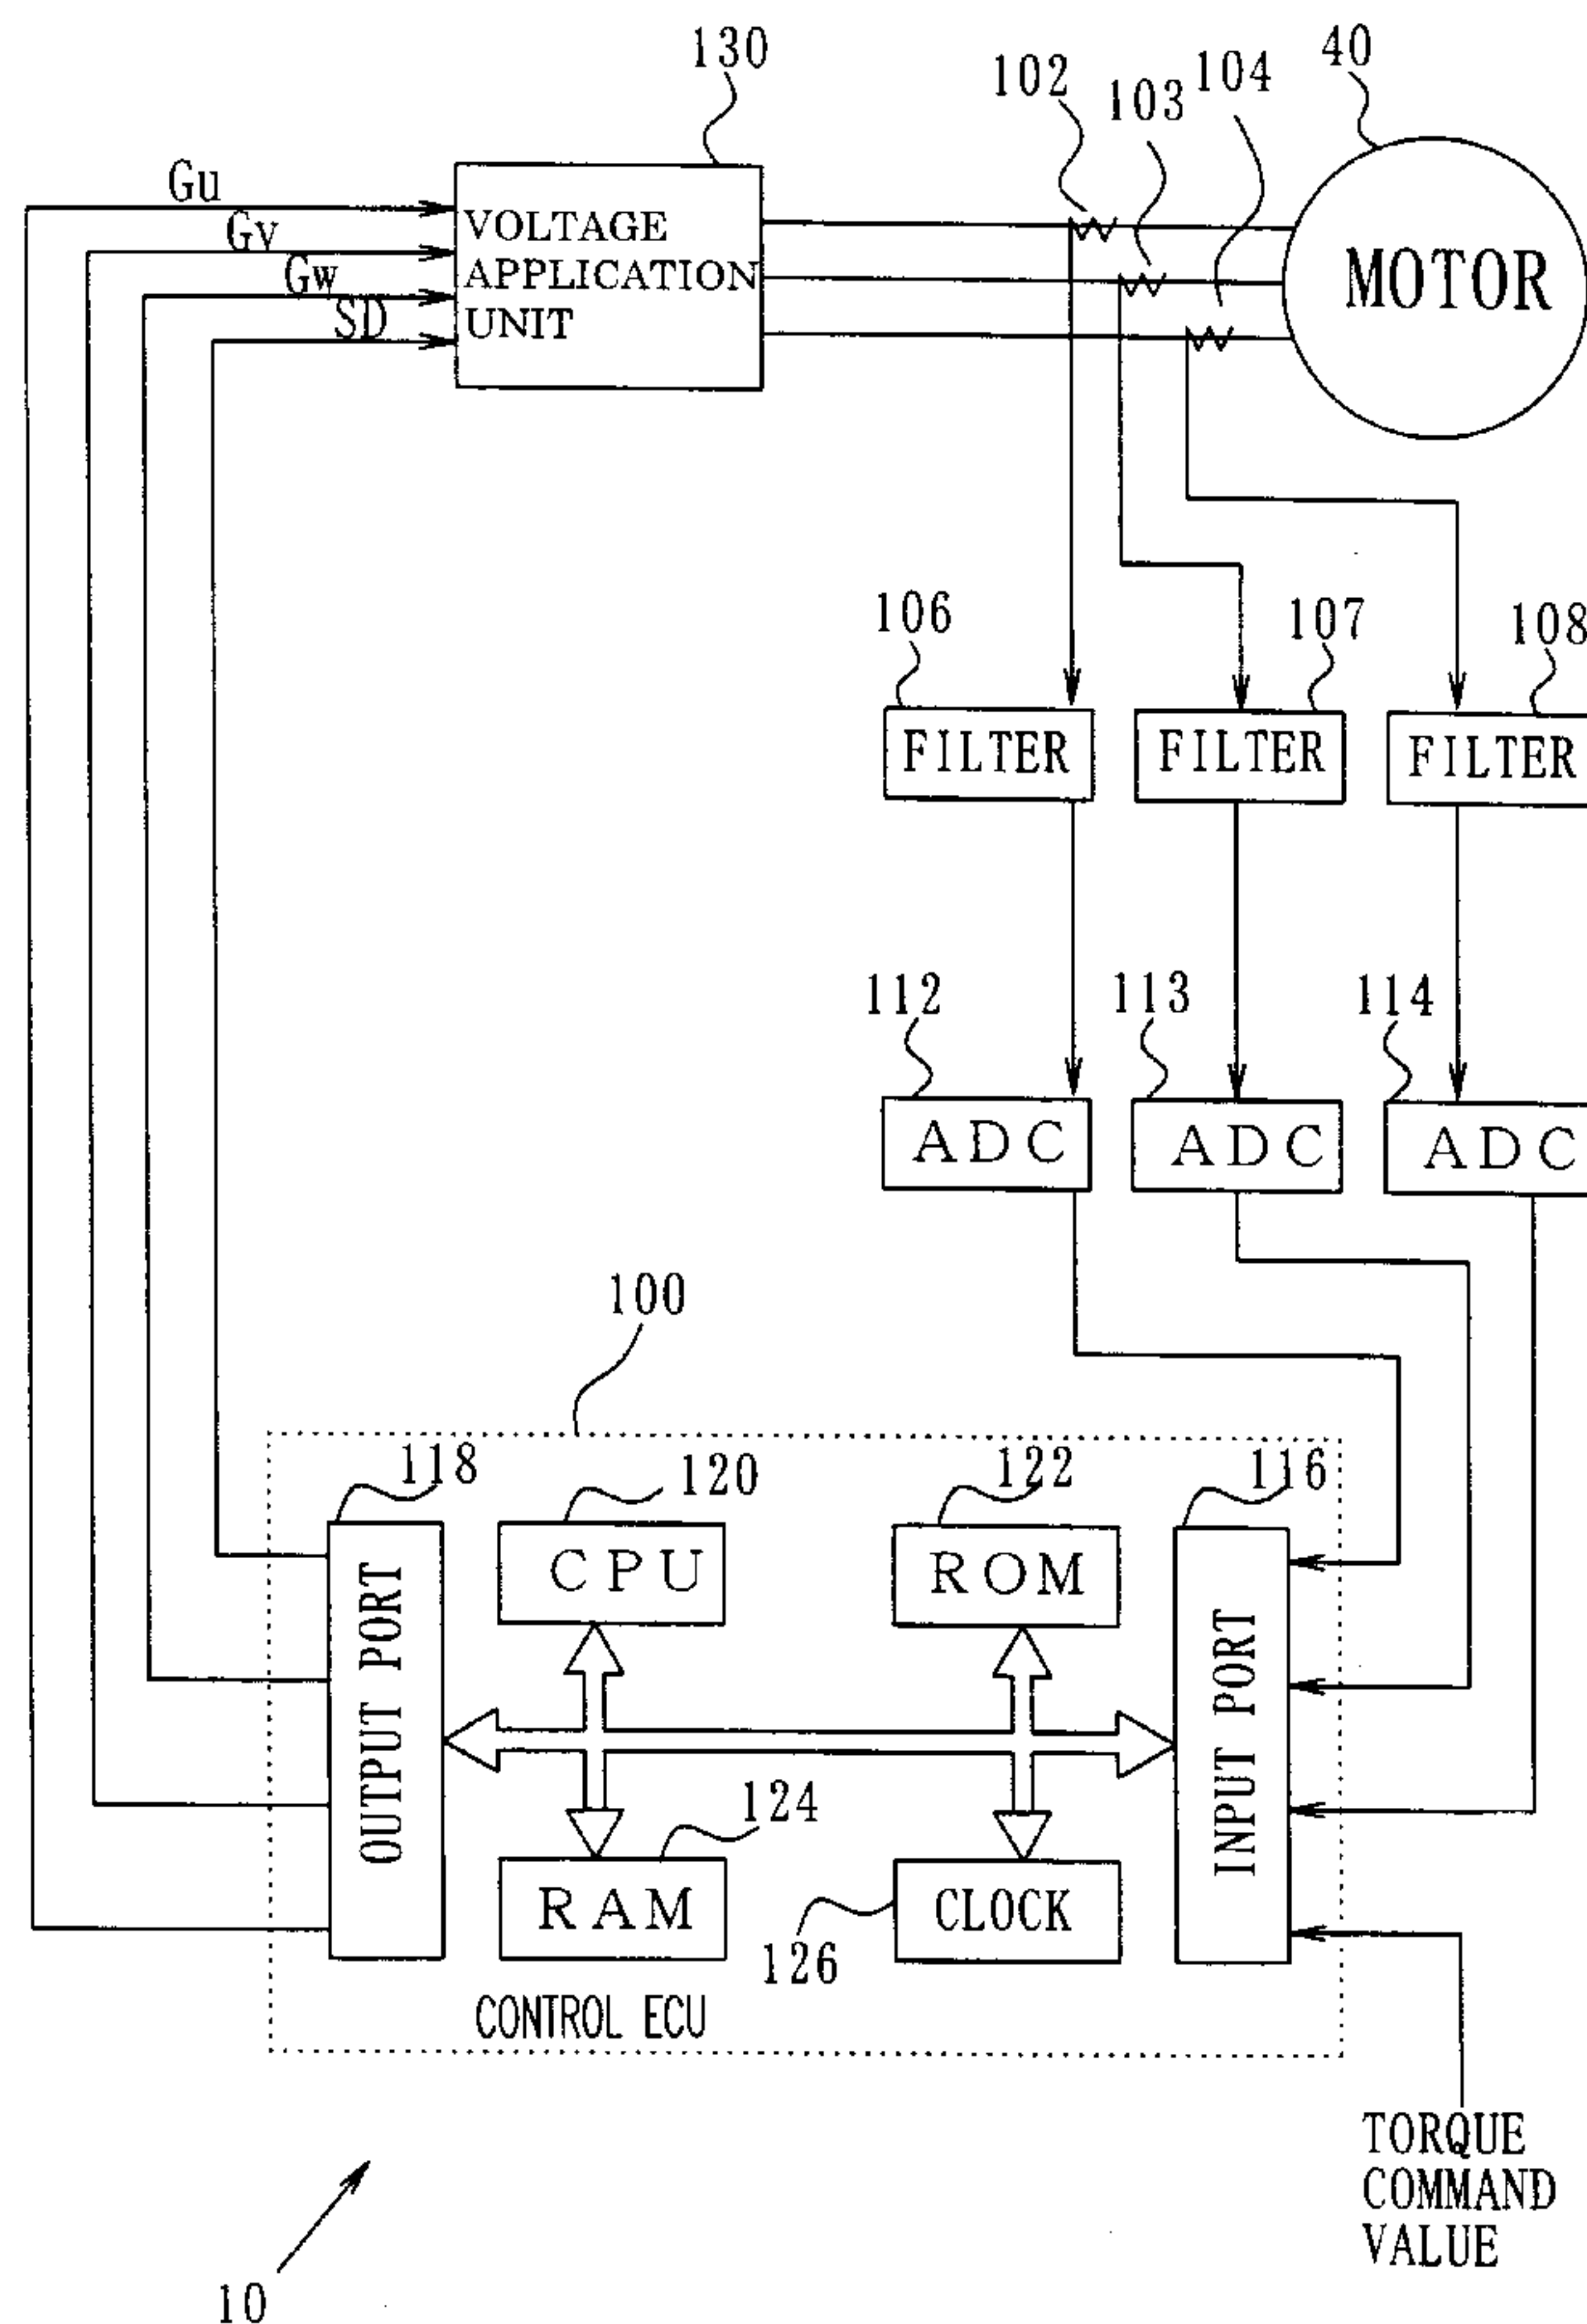 130
102
103
104
40
Gu
Gv
Gw
SD
VOLTAGE
APPLICATION
UNIT
MOTOR
106
107
108
FILTER
FILTER
FILTER
112
113
114
ADC
ADC
ADC
100
118
120
122
116
OUTPUT PORT
CPU
ROM
INPUT PORT
124
RAM
CLOCK
126
CONTROL ECU
TORQUE
COMMAND
VALUE
10